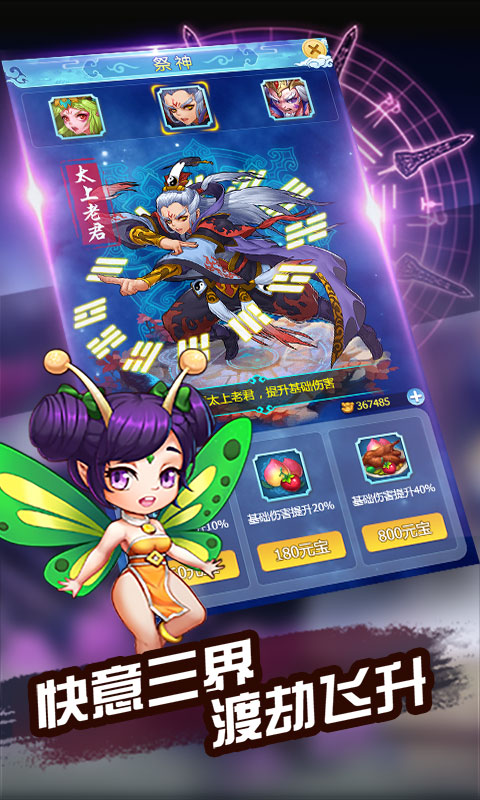 祭神
太上老君
太上老君，提升基础伤害
367485
10%
基础伤害提升20%
基础伤害提升40%
0元
180元宝
800元宝
快意三界
渡劫飞升